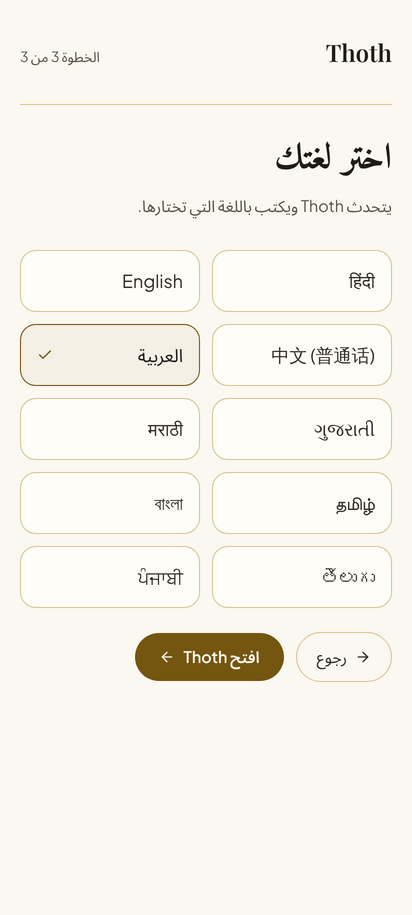 Thoth
الخطوة 3 من 3
اختر لغتك
يتحدث Thoth ويكتب باللغة التي تختارها.
हिंदी
English
中文 (普通话)
العربية
ગુજરાતી
मराठी
தமிழ்
বাংলা
తెలుగు
ਪੰਜਾਬੀ
رجوع
افتح Thoth